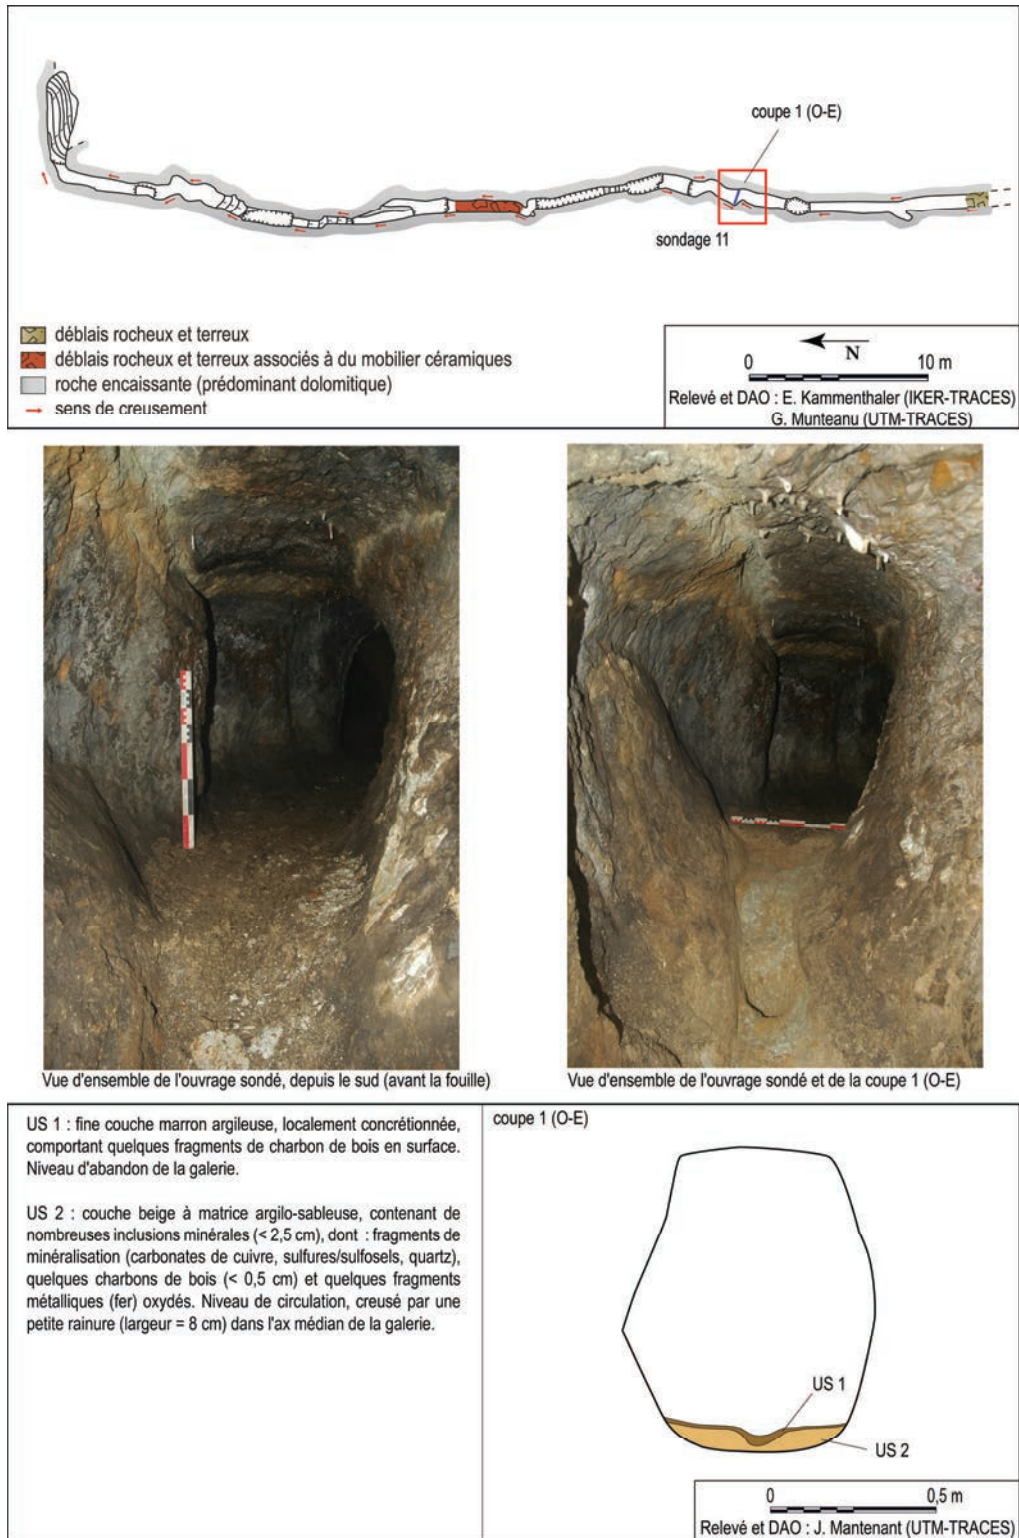 coupe 1 (O-E)
sondage 11
déblais rocheux et terreux
déblais rocheux et terreux associés à du mobilier céramiques
roche encaissante (prédominant dolomitique)
sens de creusement
N
0 10 m
Relevé et DAO : E. Kammenthaler (IKER-TRACES)
G. Munteanu (UTM-TRACES)
Vue d'ensemble de l'ouvrage sondé, depuis le sud (avant la fouille)
Vue d'ensemble de l'ouvrage sondé et de la coupe 1 (O-E)
US 1 : fine couche marron argileuse, localement concrétionnée,
comportant quelques fragments de charbon de bois en surface.
Niveau d'abandon de la galerie.
US 2 : couche beige à matrice argilo-sableuse, contenant de
nombreuses inclusions minérales (< 2,5 cm), dont : fragments de
minéralisation (carbonates de cuivre, sulfures/sulfosels, quartz),
quelques charbons de bois (< 0,5 cm) et quelques fragments
métalliques (fer) oxydés. Niveau de circulation, creusé par une
petite rainure (largeur = 8 cm) dans l'ax médian de la galerie.
coupe 1 (O-E)
US 1
US 2
0 0,5 m
Relevé et DAO : J. Mantenant (UTM-TRACES)